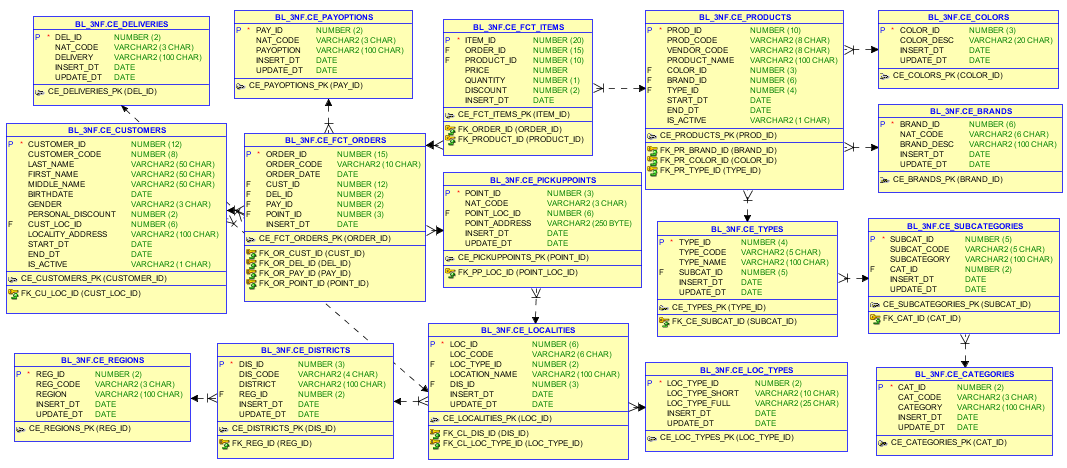 BL_3NF.CE_DELIVERIES
P * DEL_ID NUMBER (2)
NAT_CODE VARCHAR2 (3 CHAR)
DELIVERY VARCHAR2 (100 CHAR)
INSERT_DT DATE
UPDATE_DT DATE
CE_DELIVERIES_PK (DEL_ID)
BL_3NF.CE_PAYOPTIONS
P * PAY_ID NUMBER (2)
NAT_CODE VARCHAR2 (3 CHAR)
PAYOPTION VARCHAR2 (100 CHAR)
INSERT_DT DATE
UPDATE_DT DATE
CE_PAYOPTIONS_PK (PAY_ID)
BL_3NF.CE_FCT_ITEMS
P * ITEM_ID NUMBER (20)
F ORDER_ID NUMBER (15)
F PRODUCT_ID NUMBER (10)
PRICE NUMBER
QUANTITY NUMBER (1)
DISCOUNT NUMBER (2)
INSERT_DT DATE
CE_FCT_ITEMS_PK (ITEM_ID)
FK_ORDER_ID (ORDER_ID)
FK_PRODUCT_ID (PRODUCT_ID)
BL_3NF.CE_PRODUCTS
P * PROD_ID NUMBER (10)
PROD_CODE VARCHAR2 (8 CHAR)
VENDOR_CODE VARCHAR2 (8 CHAR)
PRODUCT_NAME VARCHAR2 (100 CHAR)
F COLOR_ID NUMBER (3)
F BRAND_ID NUMBER (6)
F TYPE_ID NUMBER (4)
START_DT DATE
END_DT DATE
IS_ACTIVE VARCHAR2 (1 CHAR)
CE_PRODUCTS_PK (PROD_ID)
FK_PR_BRAND_ID (BRAND_ID)
FK_PR_COLOR_ID (COLOR_ID)
FK_PR_TYPE_ID (TYPE_ID)
BL_3NF.CE_COLORS
P * COLOR_ID NUMBER (3)
COLOR_DESC VARCHAR2 (20 CHAR)
INSERT_DT DATE
UPDATE_DT DATE
CE_COLORS_PK (COLOR_ID)
BL_3NF.CE_BRANDS
P * BRAND_ID NUMBER (6)
NAT_CODE VARCHAR2 (6 CHAR)
BRAND_DESC VARCHAR2 (100 CHAR)
INSERT_DT DATE
UPDATE_DT DATE
CE_BRANDS_PK (BRAND_ID)
BL_3NF.CE_CUSTOMERS
P * CUSTOMER_ID NUMBER (12)
CUSTOMER_CODE NUMBER (8)
LAST_NAME VARCHAR2 (50 CHAR)
FIRST_NAME VARCHAR2 (50 CHAR)
MIDDLE_NAME VARCHAR2 (50 CHAR)
BIRTHDATE DATE
GENDER VARCHAR2 (3 CHAR)
PERSONAL_DISCOUNT NUMBER (2)
F CUST_LOC_ID NUMBER (6)
LOCALITY_ADDRESS VARCHAR2 (100 CHAR)
START_DT DATE
END_DT DATE
IS_ACTIVE VARCHAR2 (1 CHAR)
CE_CUSTOMERS_PK (CUSTOMER_ID)
FK_CU_LOC_ID (CUST_LOC_ID)
BL_3NF.CE_FCT_ORDERS
P * ORDER_ID NUMBER (15)
ORDER_CODE VARCHAR2 (10 CHAR)
ORDER_DATE DATE
F CUST_ID NUMBER (12)
F DEL_ID NUMBER (2)
F PAY_ID NUMBER (2)
F POINT_ID NUMBER (3)
INSERT_DT DATE
CE_FCT_ORDERS_PK (ORDER_ID)
FK_OR_CUST_ID (CUST_ID)
FK_OR_DEL_ID (DEL_ID)
FK_OR_PAY_ID (PAY_ID)
FK_OR_POINT_ID (POINT_ID)
BL_3NF.CE_PICKUPPOINTS
P * POINT_ID NUMBER (3)
NAT_CODE VARCHAR2 (3 CHAR)
F POINT_LOC_ID NUMBER (6)
POINT_ADDRESS VARCHAR2 (250 BYTE)
INSERT_DT DATE
UPDATE_DT DATE
CE_PICKUPPOINTS_PK (POINT_ID)
FK_PP_LOC_ID (POINT_LOC_ID)
BL_3NF.CE_TYPES
P * TYPE_ID NUMBER (4)
TYPE_CODE VARCHAR2 (5 CHAR)
TYPE_NAME VARCHAR2 (100 CHAR)
F SUBCAT_ID NUMBER (5)
INSERT_DT DATE
UPDATE_DT DATE
CE_TYPES_PK (TYPE_ID)
FK_CE_SUBCAT_ID (SUBCAT_ID)
BL_3NF.CE_SUBCATEGORIES
P * SUBCAT_ID NUMBER (5)
SUBCAT_CODE VARCHAR2 (5 CHAR)
SUBCATEGORY VARCHAR2 (100 CHAR)
F CAT_ID NUMBER (2)
INSERT_DT DATE
UPDATE_DT DATE
CE_SUBCATEGORIES_PK (SUBCAT_ID)
FK_CAT_ID (CAT_ID)
BL_3NF.CE_REGIONS
P * REG_ID NUMBER (2)
REG_CODE VARCHAR2 (3 CHAR)
REGION VARCHAR2 (100 CHAR)
INSERT_DT DATE
UPDATE_DT DATE
CE_REGIONS_PK (REG_ID)
BL_3NF.CE_DISTRICTS
P * DIS_ID NUMBER (3)
DIS_CODE VARCHAR2 (4 CHAR)
DISTRICT VARCHAR2 (100 CHAR)
F REG_ID NUMBER (2)
INSERT_DT DATE
UPDATE_DT DATE
CE_DISTRICTS_PK (DIS_ID)
FK_REG_ID (REG_ID)
BL_3NF.CE_LOCALITIES
P * LOC_ID NUMBER (6)
LOC_CODE VARCHAR2 (6 CHAR)
F LOC_TYPE_ID NUMBER (2)
LOCATION_NAME VARCHAR2 (100 CHAR)
F DIS_ID NUMBER (3)
INSERT_DT DATE
UPDATE_DT DATE
CE_LOCALITIES_PK (LOC_ID)
FK_CL_DIS_ID (DIS_ID)
FK_CL_LOC_TYPE_ID (LOC_TYPE_ID)
BL_3NF.CE_LOC_TYPES
P * LOC_TYPE_ID NUMBER (2)
LOC_TYPE_SHORT VARCHAR2 (10 CHAR)
LOC_TYPE_FULL VARCHAR2 (25 CHAR)
INSERT_DT DATE
UPDATE_DT DATE
CE_LOC_TYPES_PK (LOC_TYPE_ID)
BL_3NF.CE_CATEGORIES
P * CAT_ID NUMBER (2)
CAT_CODE VARCHAR2 (3 CHAR)
CATEGORY VARCHAR2 (100 CHAR)
INSERT_DT DATE
UPDATE_DT DATE
CE_CATEGORIES_PK (CAT_ID)